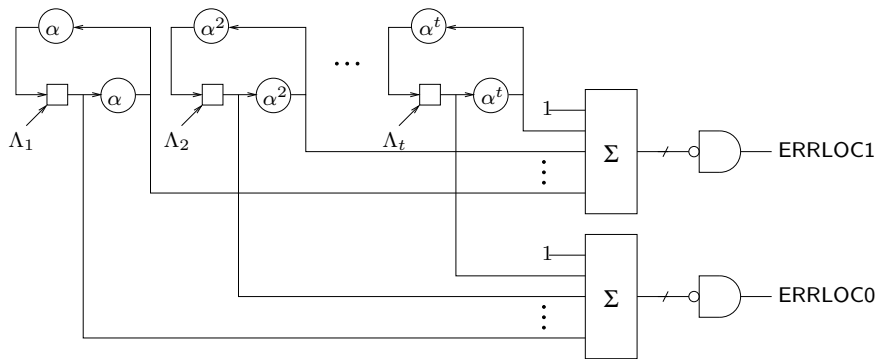 α α² ... αᵗ
α α² αᵗ
Λ₁ Λ₂ Λₜ
1
Σ ERRLOC1
1
Σ ERRLOC0